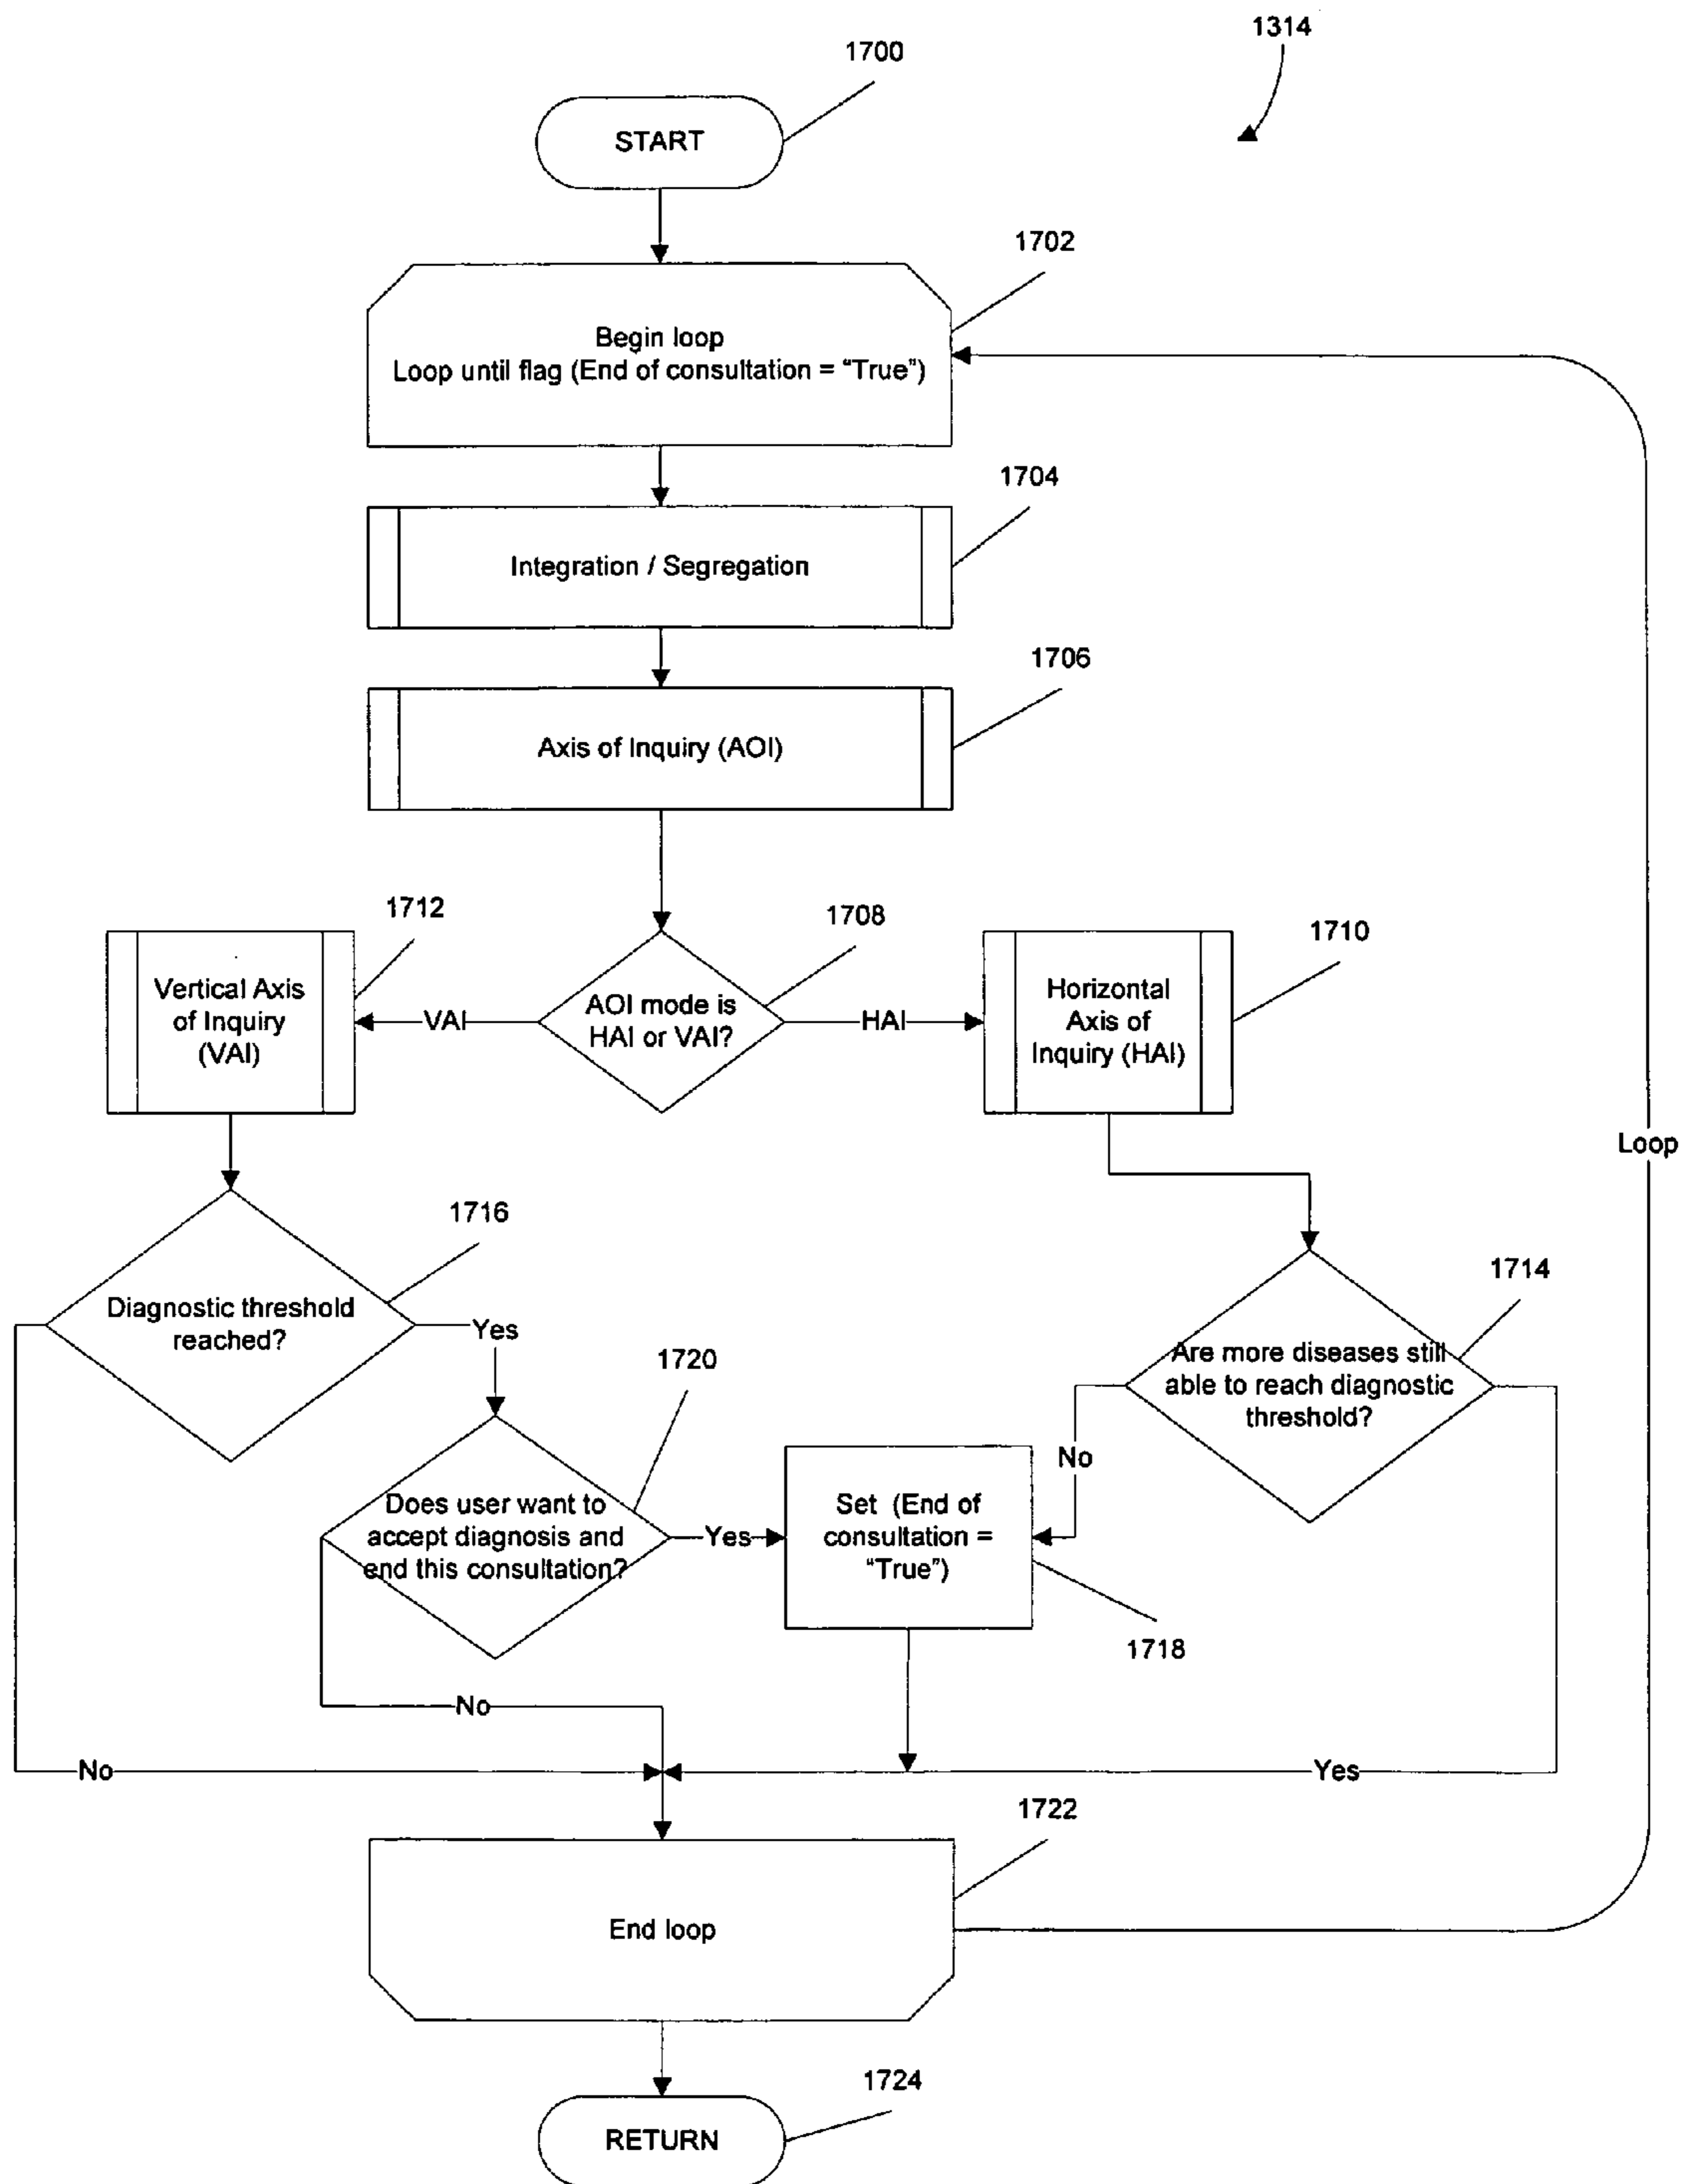 1314
1700
START
1702
Begin loop
Loop until flag (End of consultation = “True”)
1704
Integration / Segregation
1706
Axis of Inquiry (AOI)
1712
1708
1710
Vertical Axis
of Inquiry
(VAI)
VAI
AOI mode is
HAI or VAI?
HAI
Horizontal
Axis of
Inquiry (HAI)
Loop
1716
Diagnostic threshold
reached?
Yes
1714
Are more diseases still
able to reach diagnostic
threshold?
1720
No
Does user want to
accept diagnosis and
end this consultation?
Yes
Set (End of
consultation =
“True”)
1718
No
No
Yes
1722
End loop
1724
RETURN